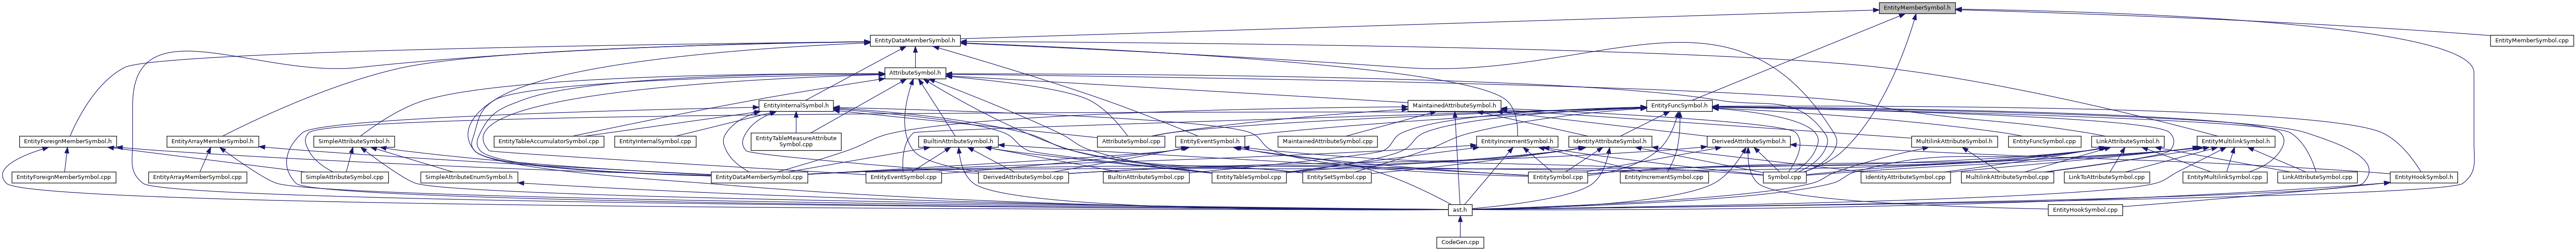 EntityMemberSymbol.h
EntityDataMemberSymbol.h
EntityMemberSymbol.cpp
AttributeSymbol.h
EntityInternalSymbol.h
MaintainedAttributeSymbol.h
EntityFuncSymbol.h
EntityForeignMemberSymbol.h
EntityArrayMemberSymbol.h
SimpleAttributeSymbol.h
EntityTableAccumulatorSymbol.cpp
EntityInternalSymbol.cpp
EntityTableMeasureAttribute
Symbol.cpp
BuiltinAttributeSymbol.h
AttributeSymbol.cpp
EntityEventSymbol.h
MaintainedAttributeSymbol.cpp
EntityIncrementSymbol.h
IdentityAttributeSymbol.h
DerivedAttributeSymbol.h
MultilinkAttributeSymbol.h
EntityFuncSymbol.cpp
LinkAttributeSymbol.h
EntityMultilinkSymbol.h
EntityForeignMemberSymbol.cpp
EntityArrayMemberSymbol.cpp
SimpleAttributeSymbol.cpp
SimpleAttributeEnumSymbol.h
EntityDataMemberSymbol.cpp
EntityEventSymbol.cpp
DerivedAttributeSymbol.cpp
BuiltinAttributeSymbol.cpp
EntityTableSymbol.cpp
EntitySetSymbol.cpp
EntitySymbol.cpp
EntityIncrementSymbol.cpp
Symbol.cpp
IdentityAttributeSymbol.cpp
MultilinkAttributeSymbol.cpp
LinkToAttributeSymbol.cpp
EntityMultilinkSymbol.cpp
LinkAttributeSymbol.cpp
EntityHookSymbol.h
ast.h
EntityHookSymbol.cpp
CodeGen.cpp